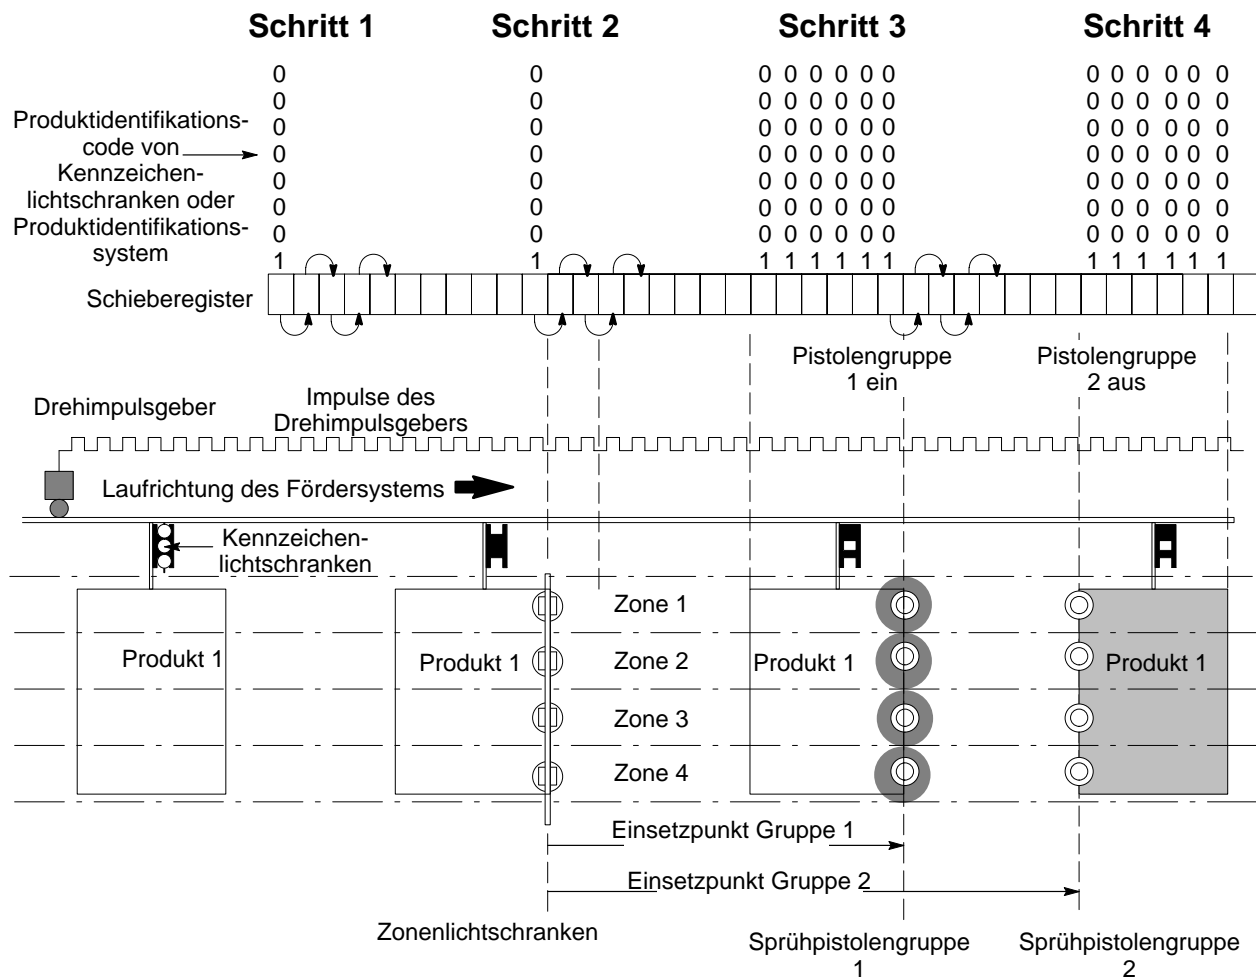 Schritt 1 Schritt 2 Schritt 3 Schritt 4
0 0 0 0 0 0 0 0 0 0 0 0 0 0
0 0 0 0 0 0 0 0 0 0 0 0 0 0
0 0 0 0 0 0 0 0 0 0 0 0 0 0
0 0 0 0 0 0 0 0 0 0 0 0 0 0
0 0 0 0 0 0 0 0 0 0 0 0 0 0
0 0 0 0 0 0 0 0 0 0 0 0 0 0
0 0 0 0 0 0 0 0 0 0 0 0 0 0
1 1 1 1 1 1 1 1 1 1 1 1 1 1
Produktidentifikations-
code von
Kennzeichen-
lichtschranken oder
Produktidentifikations-
system
Schieberegister
Pistolengruppe
1 ein
Pistolengruppe
2 aus
Drehimpulsgeber
Impulse des
Drehimpulsgebers
Laufrichtung des Fördersystems
Kennzeichen-
lichtschranken
Zone 1
Produkt 1 Produkt 1 Zone 2 Produkt 1 Produkt 1
Zone 3
Zone 4
Einsetzpunkt Gruppe 1
Einsetzpunkt Gruppe 2
Zonenlichtschranken
Sprühpistolengruppe
1
Sprühpistolengruppe
2